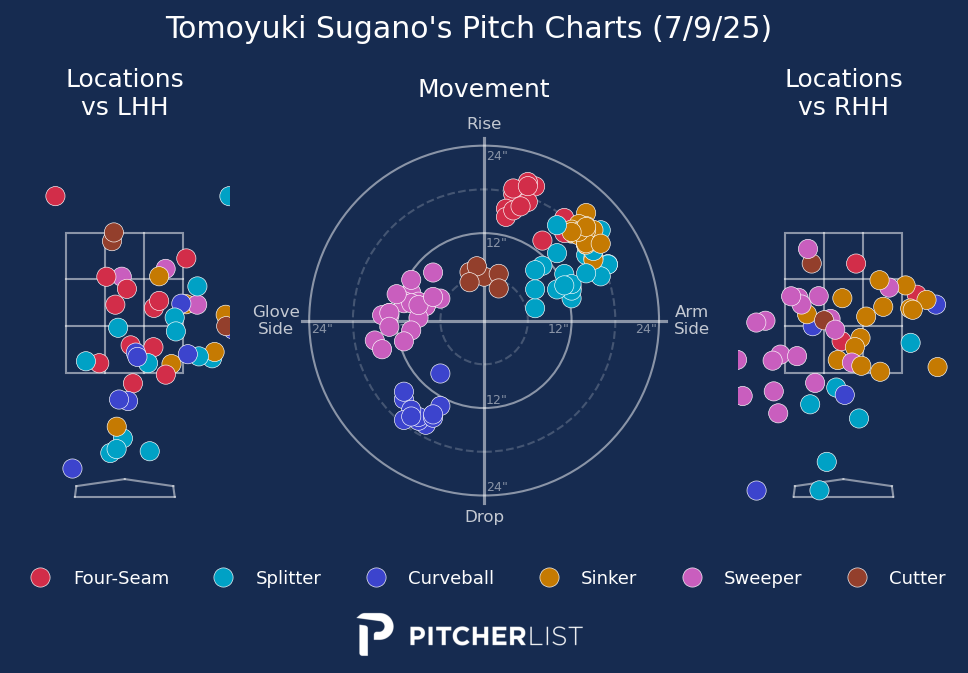 Tomoyuki Sugano's Pitch Charts (7/9/25)
Locations
vs LHH
Movement
Locations
vs RHH
Rise
24"
12"
Glove
Side
24"
12"
24"
Arm
Side
12"
24"
Drop
Four-Seam
Splitter
Curveball
Sinker
Sweeper
Cutter
PITCHERLIST